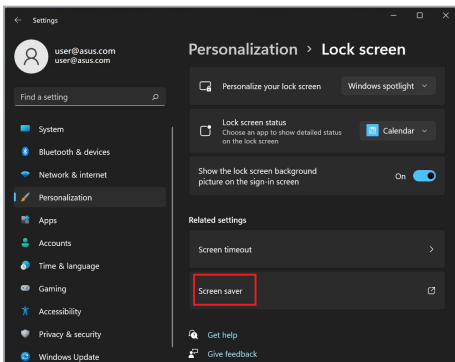 Settings
user@asus.com
user@asus.com
Find a setting
System
Bluetooth & devices
Network & internet
Personalization
Apps
Accounts
Time & language
Gaming
Accessibility
Privacy & security
Windows Update
Personalization > Lock screen
Personalize your lock screen
Windows spotlight
Lock screen status
Choose an app to show detailed status
on the lock screen
Calendar
Show the lock screen background
picture on the sign-in screen
On
Related settings
Screen timeout
Screen saver
Get help
Give feedback